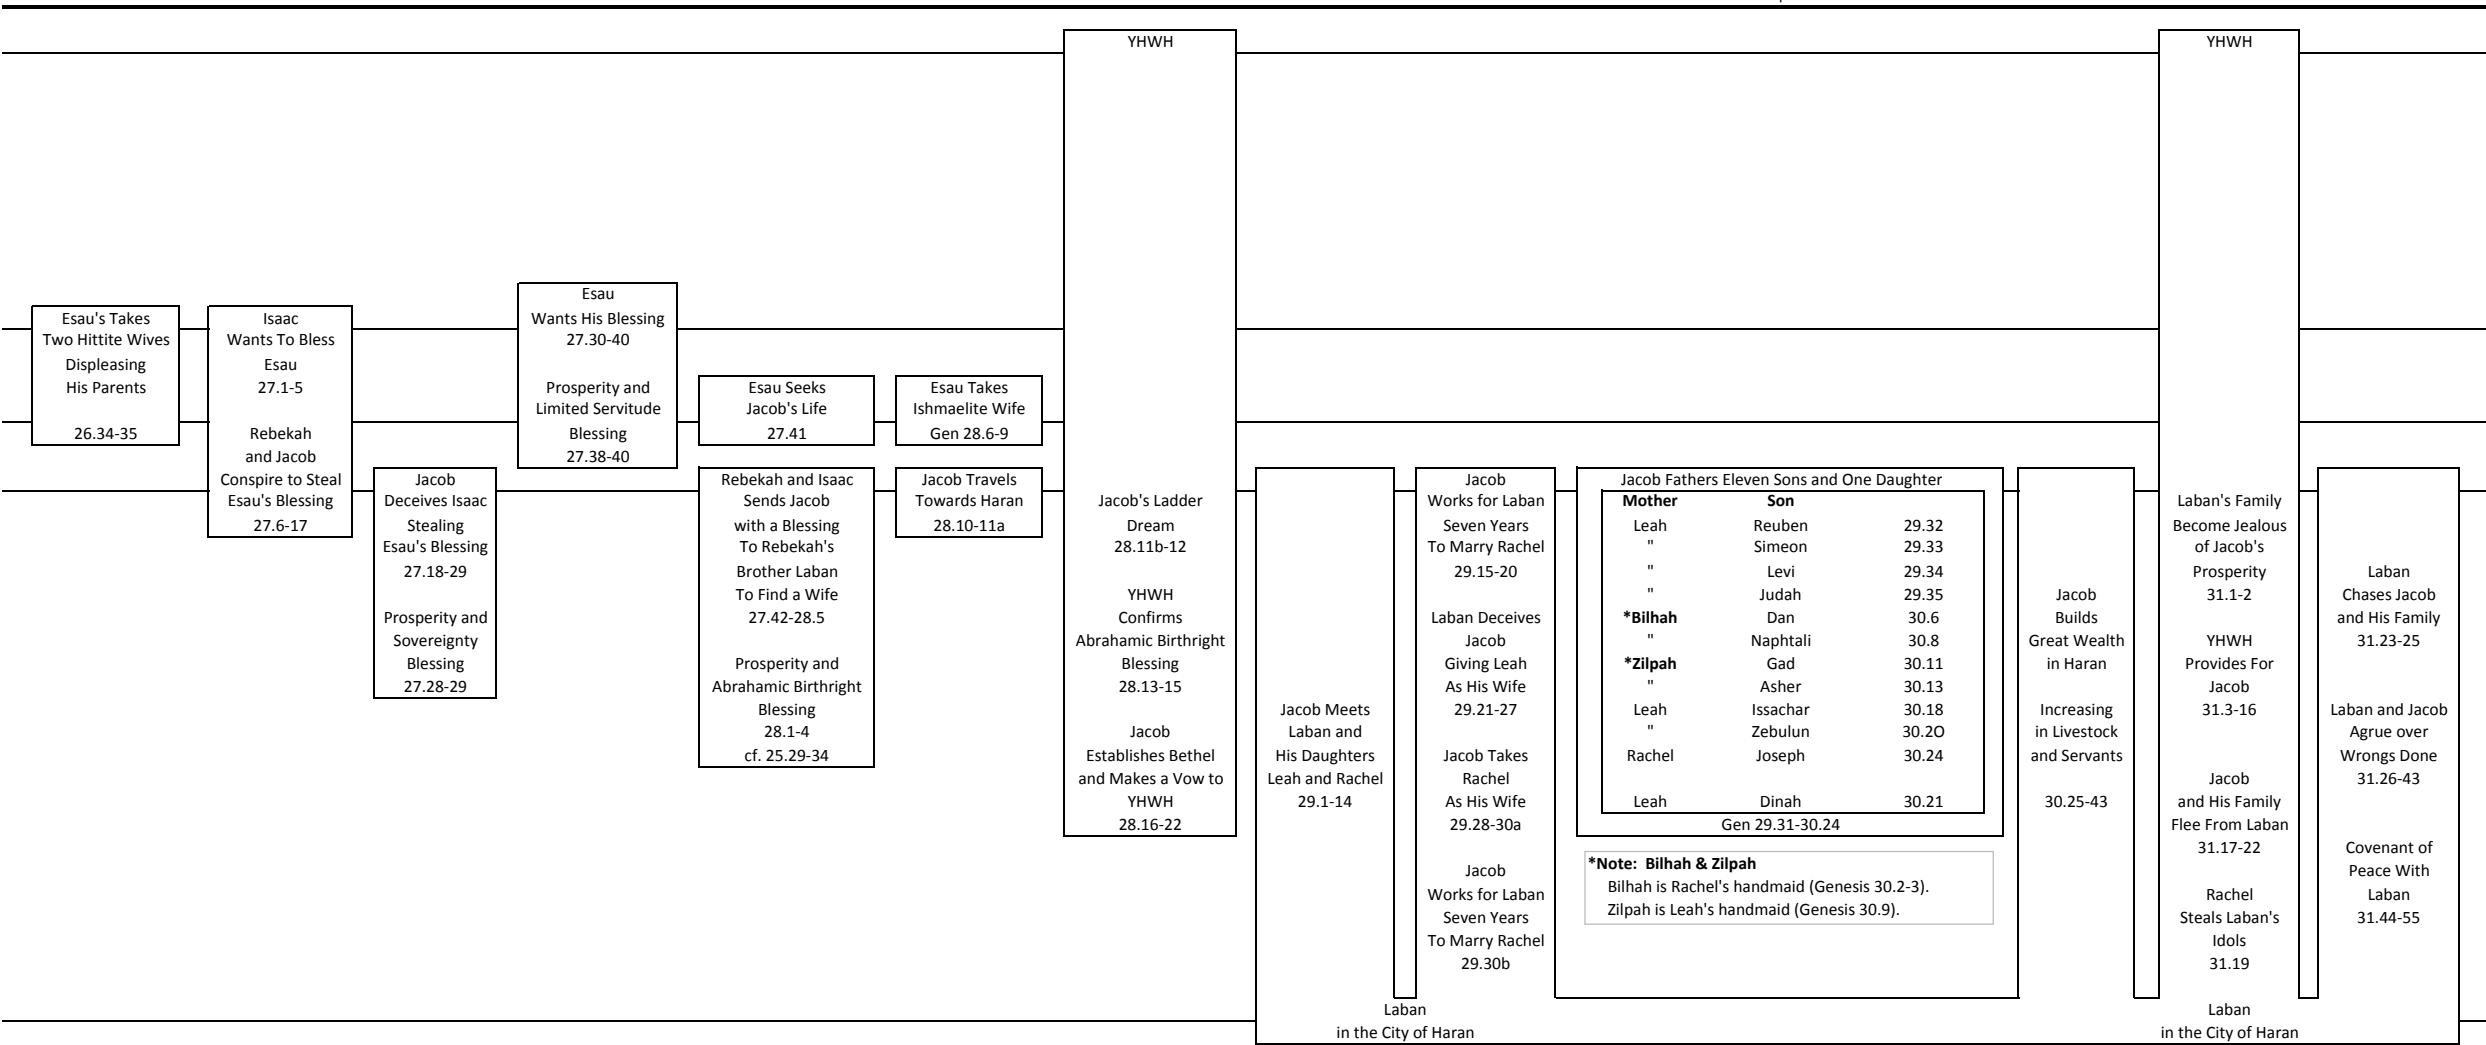 Esau's Takes
Two Hittite Wives
Displeasing
His Parents
26.34-35
Isaac
Wants To Bless
Esau
27.1-5
Rebekah
and Jacob
Conspire to Steal
Esau's Blessing
27.6-17
Jacob
Deceives Isaac
Stealing
Esau's Blessing
27.18-29
Prosperity and
Sovereignty
Blessing
27.28-29
Esau
Wants His Blessing
27.30-40
Prosperity and
Limited Servitude
Blessing
27.38-40
Esau Seeks
Jacob's Life
27.41
Rebekah and Isaac
Sends Jacob
with a Blessing
To Rebekah's
Brother Laban
To Find a Wife
27.42-28.5
Prosperity and
Abrahamic Birthright
Blessing
28.1-4
cf. 25.29-34
Esau Takes
Ishmaelite Wife
Gen 28.6-9
Jacob Travels
Towards Haran
28.10-11a
YHWH
Jacob's Ladder
Dream
28.11b-12
YHWH
Confirms
Abrahamic Birthright
Blessing
28.13-15
Jacob
Establishes Bethel
and Makes a Vow to
YHWH
28.16-22
Jacob Meets
Laban and
His Daughters
Leah and Rachel
29.1-14
Jacob
Works for Laban
Seven Years
To Marry Rachel
29.15-20
Laban Deceives
Jacob
Giving Leah
As His Wife
29.21-27
Jacob Takes
Rachel
As His Wife
29.28-30a
Jacob
Works for Laban
Seven Years
To Marry Rachel
29.30b
Laban
in the City of Haran
Jacob Fathers Eleven Sons and One Daughter
Mother Son
Leah Reuben 29.32
" Simeon 29.33
" Levi 29.34
" Judah 29.35
*Bilhah Dan 30.6
" Naphtali 30.8
*Zilpah Gad 30.11
" Asher 30.13
Leah Issachar 30.18
" Zebulun 30.2O
Rachel Joseph 30.24
Leah Dinah 30.21
Gen 29.31-30.24
*Note: Bilhah & Zilpah
Bilhah is Rachel's handmaid (Genesis 30.2-3).
Zilpah is Leah's handmaid (Genesis 30.9).
Jacob
Builds
Great Wealth
in Haran
Increasing
in Livestock
and Servants
30.25-43
YHWH
Laban's Family
Become Jealous
of Jacob's
Prosperity
31.1-2
YHWH
Provides For
Jacob
31.3-16
Jacob
and His Family
Flee From Laban
31.17-22
Rachel
Steals Laban's
Idols
31.19
Laban
in the City of Haran
Laban
Chases Jacob
and His Family
31.23-25
Laban and Jacob
Agrue over
Wrongs Done
31.26-43
Covenant of
Peace With
Laban
31.44-55